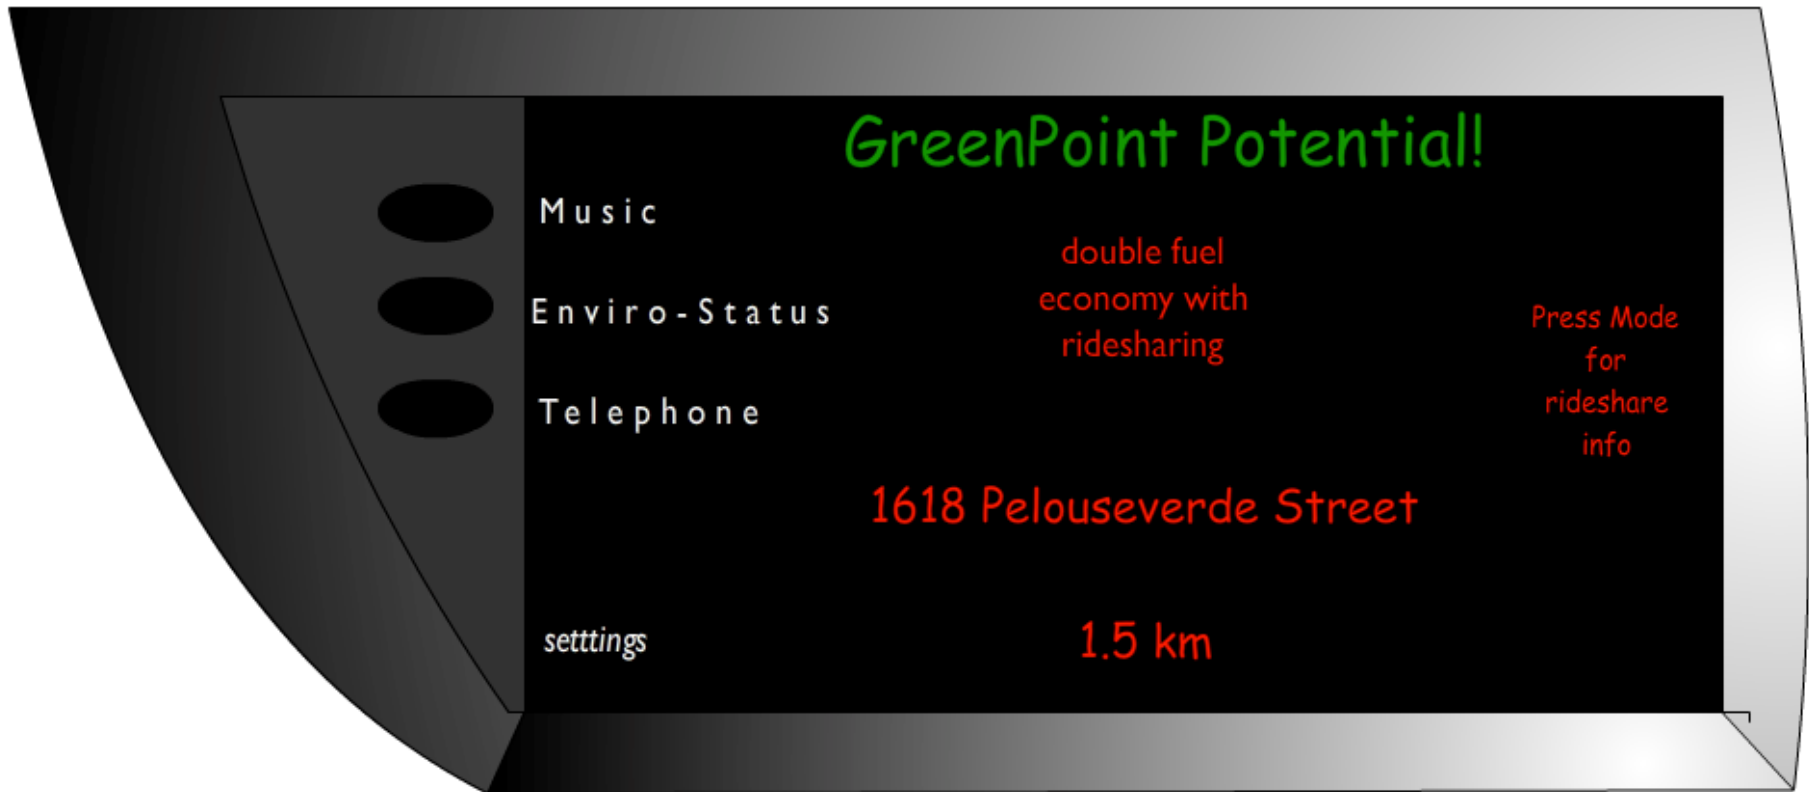 GreenPoint Potential!
Music
Enviro-Status
Telephone
double fuel
economy with
ridesharing
Press Mode
for
rideshare
info
1618 Pelouseverde Street
setttings
1.5 km